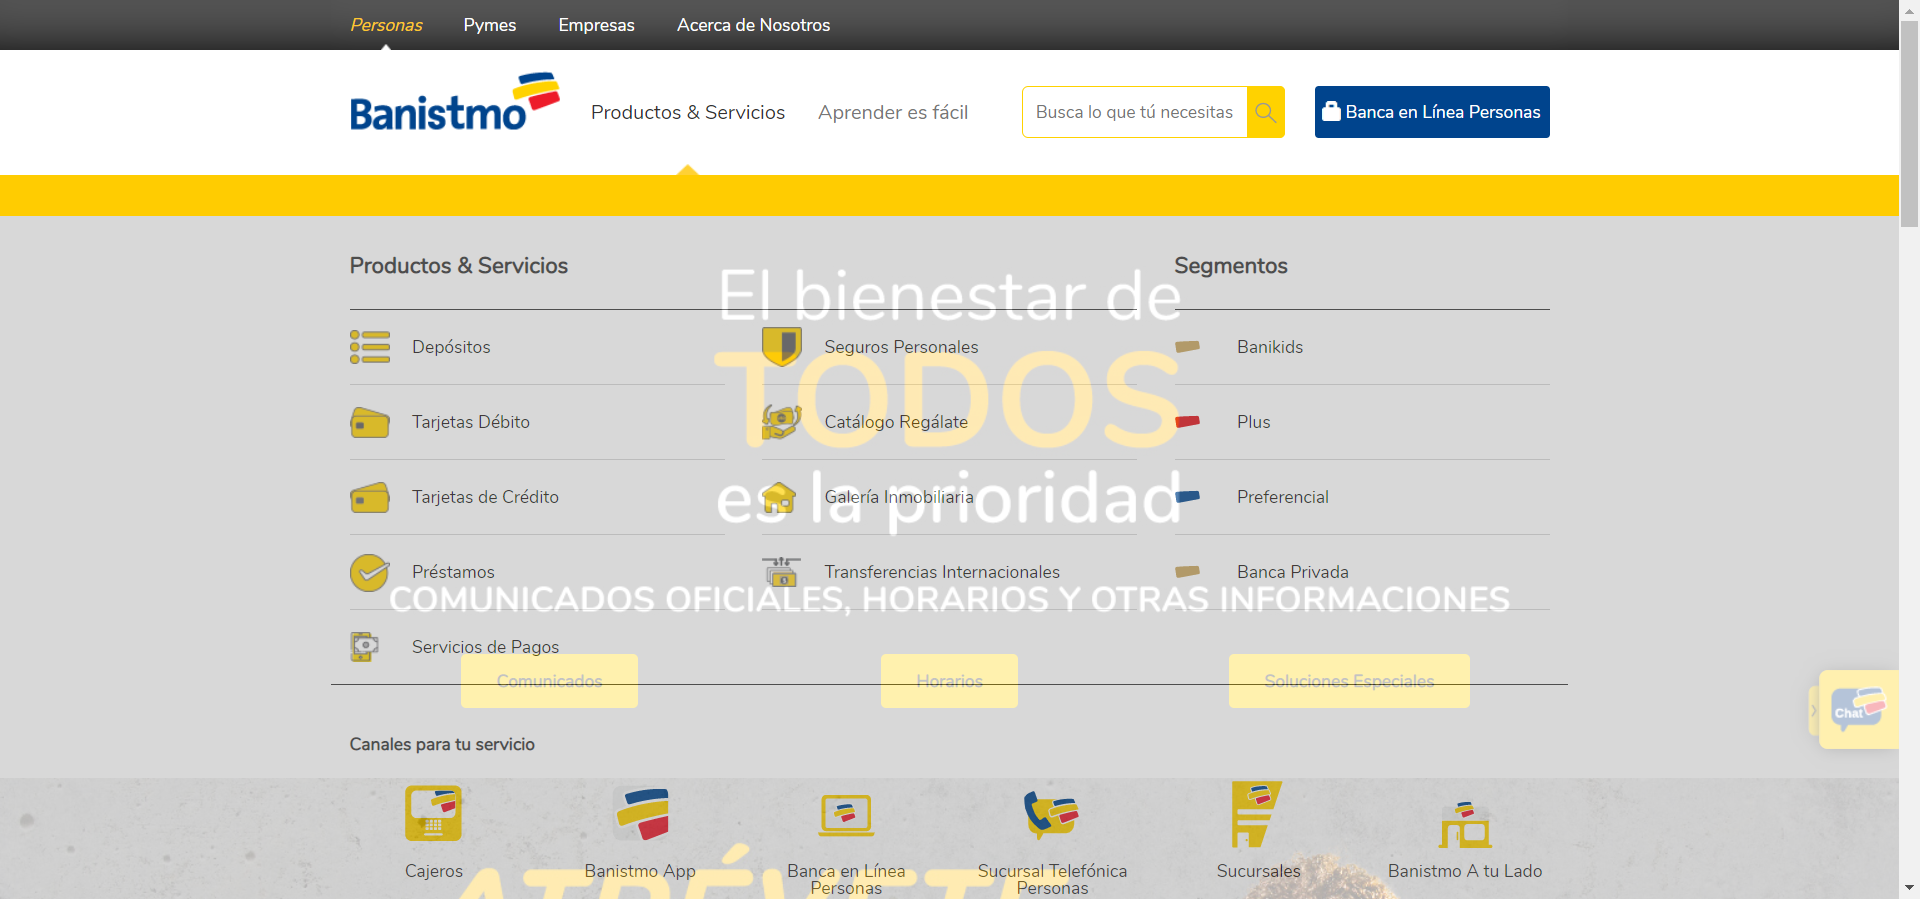 Personas Pymes Empresas Acerca de Nosotros
Banistmo
Productos & Servicios Aprender es fácil
Busca lo que tú necesitas
Banca en Línea Personas
Productos & Servicios
Segmentos
El bienestar de
TODOS
es la prioridad
Depósitos
Seguros Personales
Banikids
Tarjetas Débito
Catálogo Regálate
Plus
Tarjetas de Crédito
Galería Inmobiliaria
Preferencial
Préstamos
Transferencias Internacionales
Banca Privada
COMUNICADOS OFICIALES, HORARIOS Y OTRAS INFORMACIONES
Servicios de Pagos
Comunicados
Horarios
Soluciones Especiales
Chat
Canales para tu servicio
Cajeros
Banistmo App
Banca en Línea
Personas
Sucursal Telefónica
Personas
Sucursales
Banistmo A tu Lado